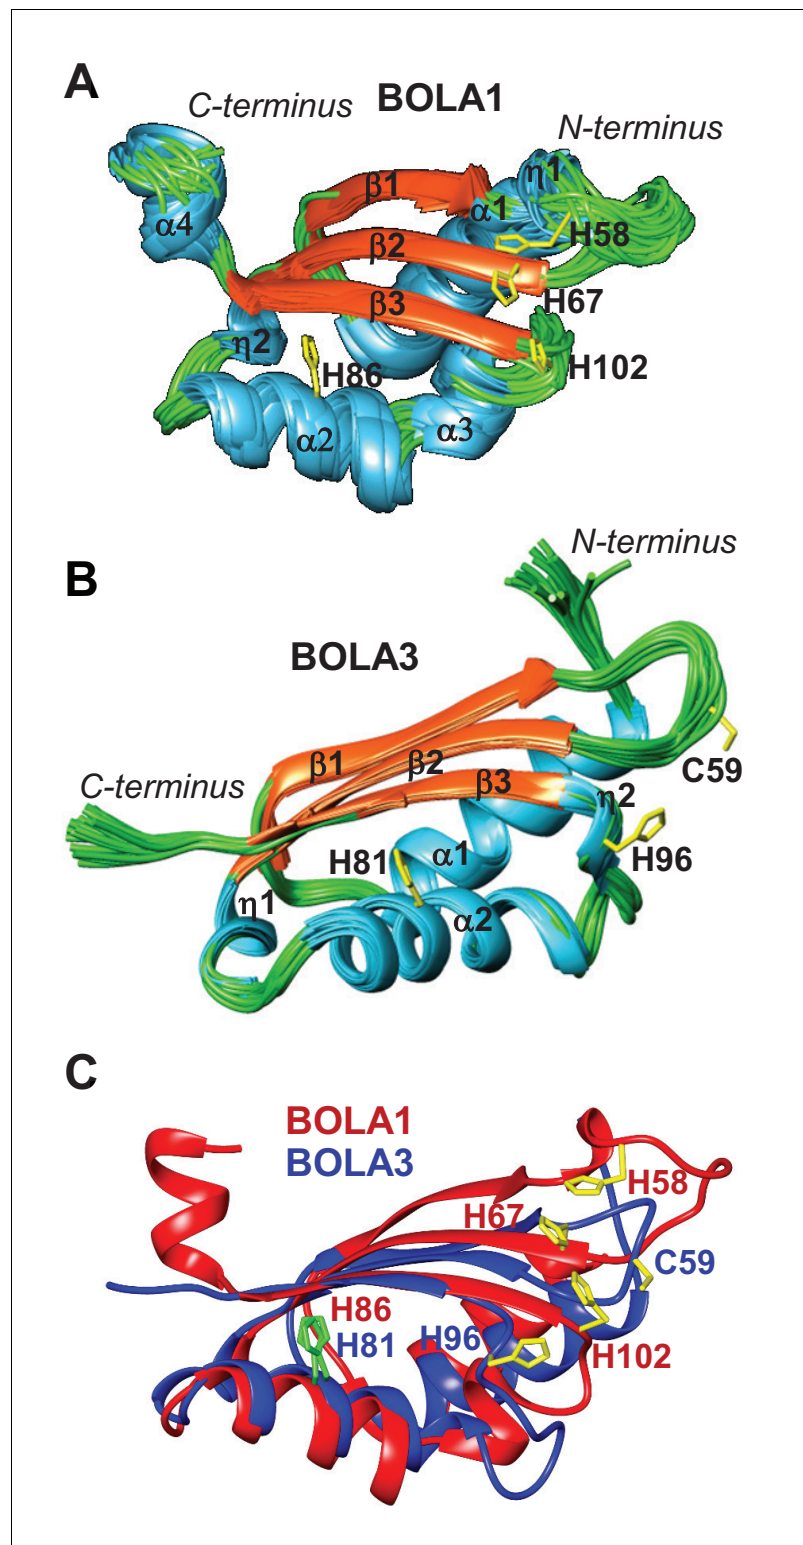 A
C-terminus
BOLA1
N-terminus
η1
β1
α1
α4
β2
H58
β3
H67
η2
H86
H102
α2
α3
N-terminus
B
BOLA3
β1
β2
C59
C-terminus
β3
η2
H81
α1
H96
η1
α2
C
BOLA1
BOLA3
H58
H67
C59
H86
H81
H96
H102